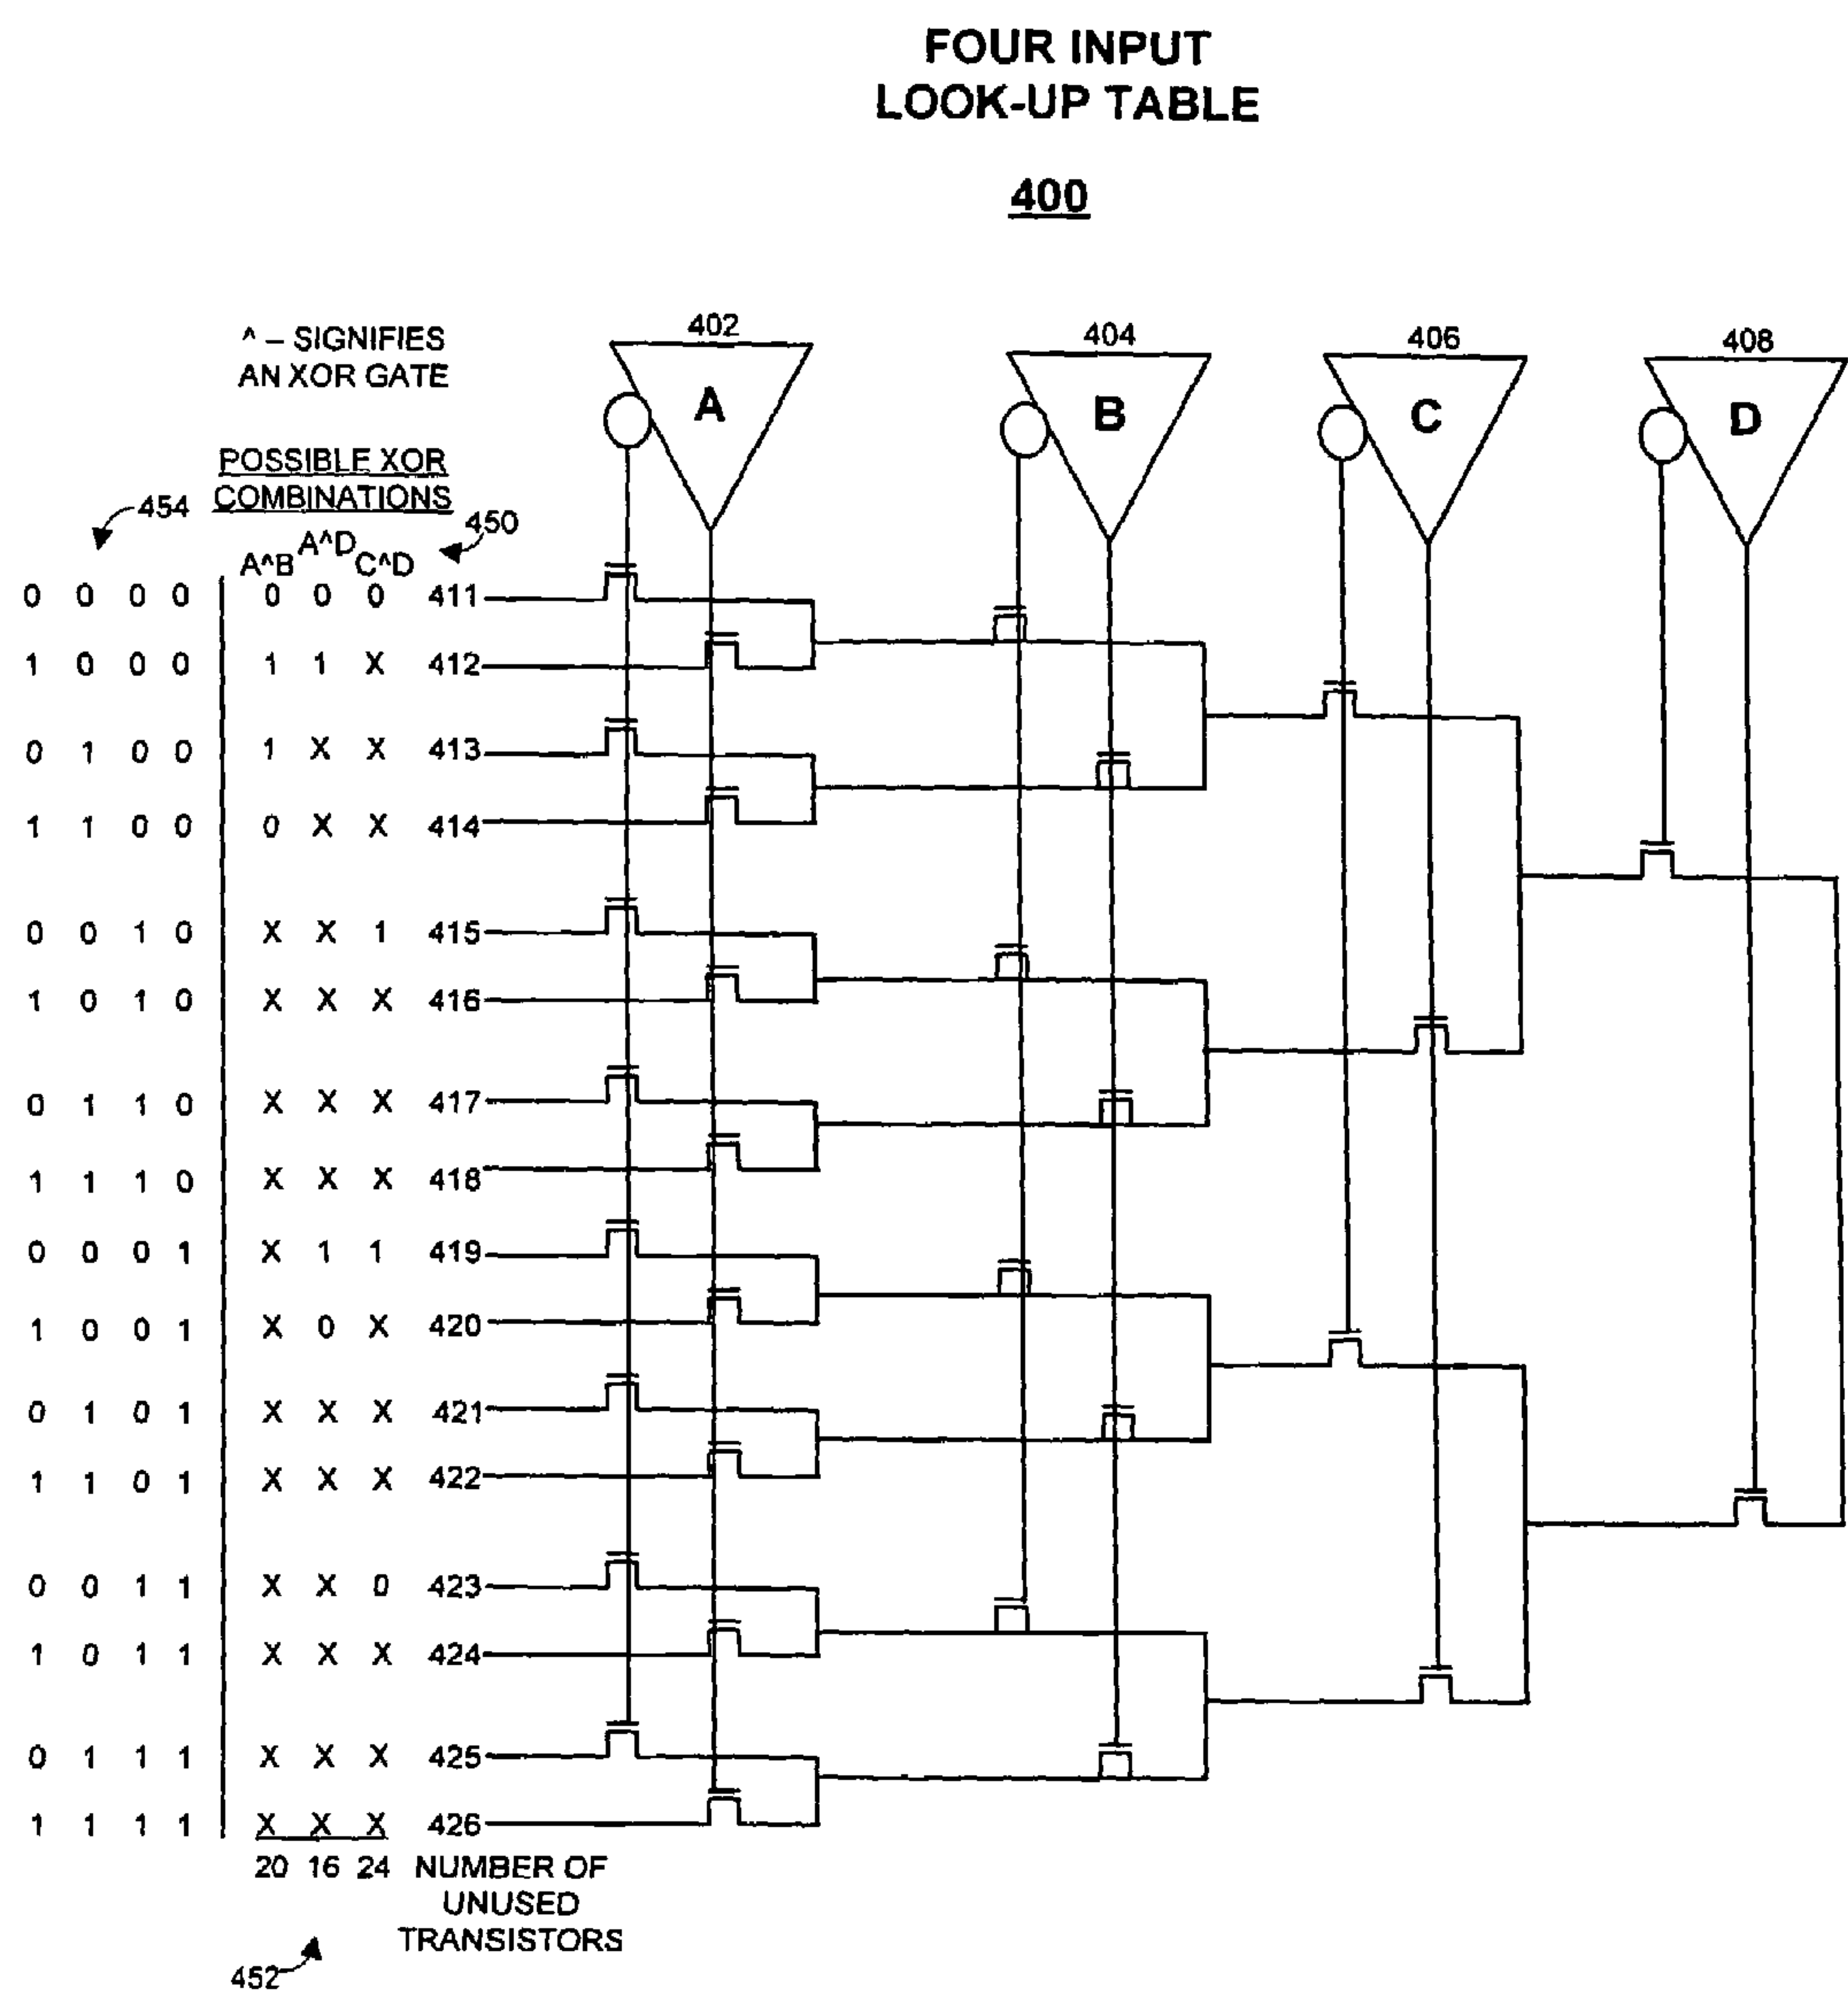 FOUR INPUT
LOOK-UP TABLE
400
^ – SIGNIFIES
AN XOR GATE
402
404
406
408
A
B
C
D
POSSIBLE XOR
COMBINATIONS
454
450
A^B A^D C^D
0 0 0 0 0 0 0 411
1 0 0 0 1 1 X 412
0 1 0 0 1 X X 413
1 1 0 0 0 X X 414
0 0 1 0 X X 1 415
1 0 1 0 X X X 416
0 1 1 0 X X X 417
1 1 1 0 X X X 418
0 0 0 1 X 1 1 419
1 0 0 1 X 0 X 420
0 1 0 1 X X X 421
1 1 0 1 X X X 422
0 0 1 1 X X 0 423
1 0 1 1 X X X 424
0 1 1 1 X X X 425
1 1 1 1 X X X 426
20 16 24 NUMBER OF
UNUSED
TRANSISTORS
452